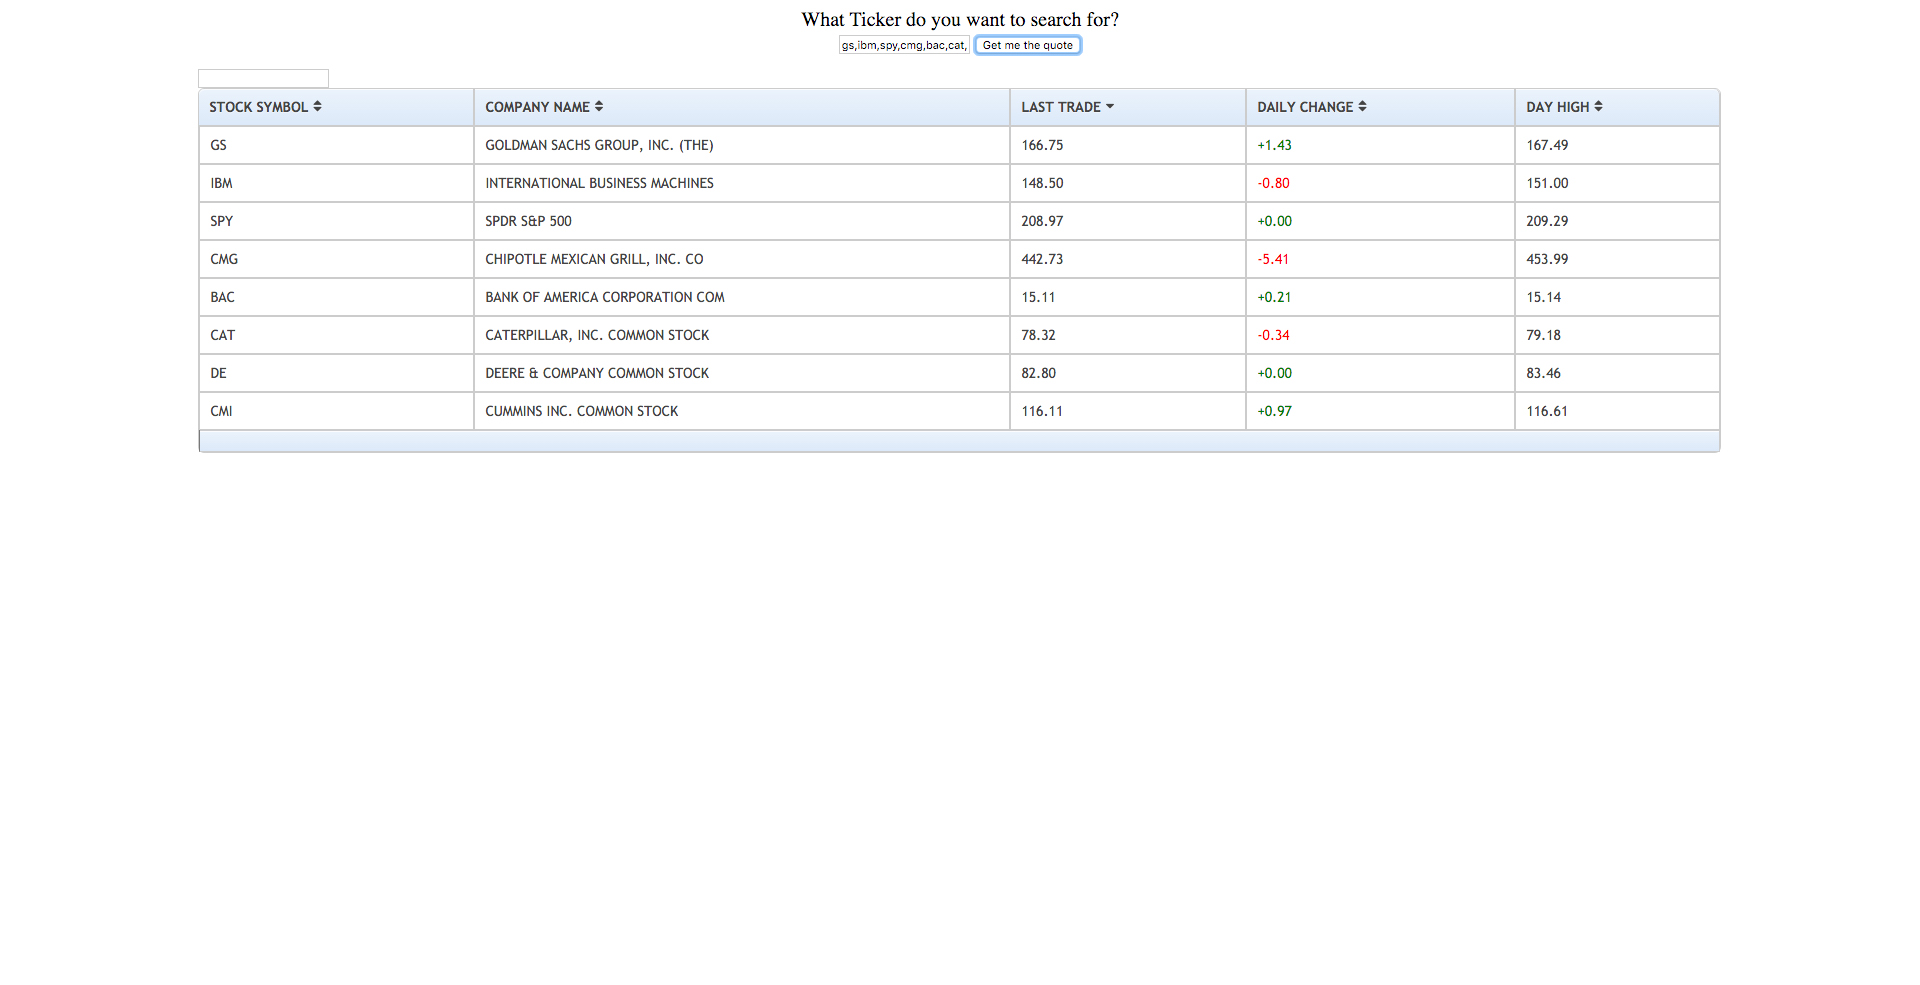 What Ticker do you want to search for?
gs,ibm,spy,cmg,bac,cat, Get me the quote
STOCK SYMBOL COMPANY NAME LAST TRADE DAILY CHANGE DAY HIGH
GS GOLDMAN SACHS GROUP, INC. (THE) 166.75 +1.43 167.49
IBM INTERNATIONAL BUSINESS MACHINES 148.50 -0.80 151.00
SPY SPDR S&P 500 208.97 +0.00 209.29
CMG CHIPOTLE MEXICAN GRILL, INC. CO 442.73 -5.41 453.99
BAC BANK OF AMERICA CORPORATION COM 15.11 +0.21 15.14
CAT CATERPILLAR, INC. COMMON STOCK 78.32 -0.34 79.18
DE DEERE & COMPANY COMMON STOCK 82.80 +0.00 83.46
CMI CUMMINS INC. COMMON STOCK 116.11 +0.97 116.61